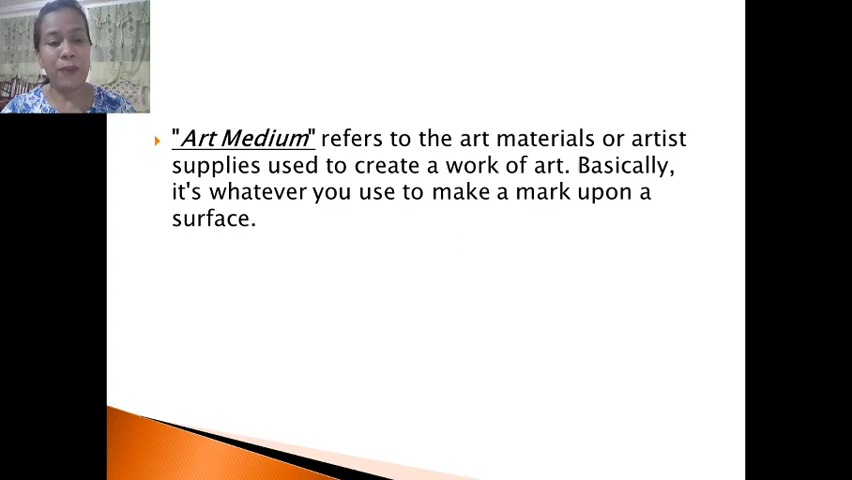 "Art Medium" refers to the art materials or artist
supplies used to create a work of art. Basically,
it's whatever you use to make a mark upon a
surface.